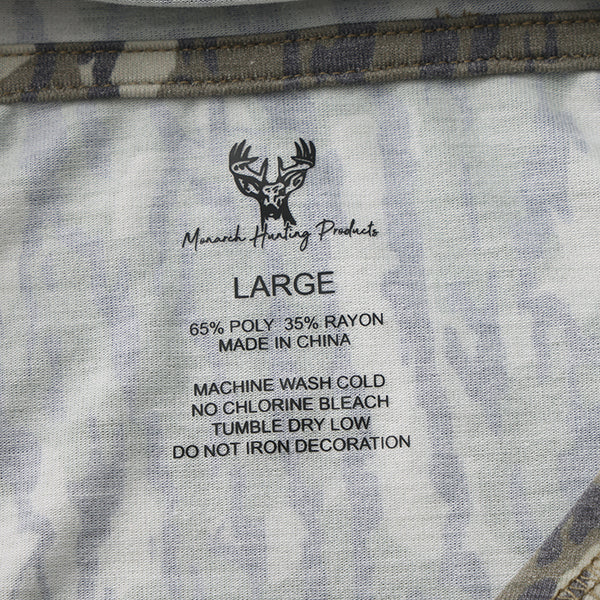 Monarch Hunting Products
LARGE
65% POLY 35% RAYON
MADE IN CHINA
MACHINE WASH COLD
NO CHLORINE BLEACH
TUMBLE DRY LOW
DO NOT IRON DECORATION